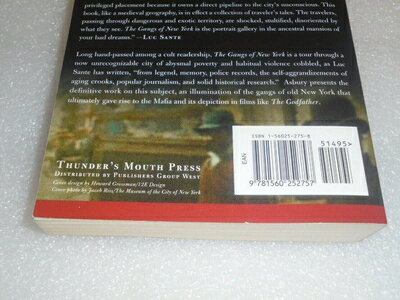 privileged placement because it owns a direct pipeline to the city's unconscious. This
book, like a medieval geography, is in effect a collection of traveler's tales. The travelers,
passing through dangerous and exotic territory, are shocked, stultified, disoriented by
what they see. The Gangs of New York is the portrait gallery in the ancestral mansion of
your bad dreams." —LUC SANTE
Long hand-passed among a cult readership, The Gangs of New York is a tour through a
now unrecognizable city of abysmal poverty and habitual violence cobbled, as Luc
Sante has written, "from legend, memory, police records, the self-aggrandizements of
aging crooks, popular journalism, and solid historical research." Asbury presents the
definitive work on this subject, an illumination of the gangs of old New York that
ultimately gave rise to the Mafia and its depiction in films like The Godfather.
THUNDER'S MOUTH PRESS
DISTRIBUTED BY PUBLISHERS GROUP WEST
Cover design by Howard Grossman/12E Design
Cover photo by Jacob Riis/The Museum of the City of New York
ISBN 1-56025-275-8
51495>
EAN
9 781560 252757